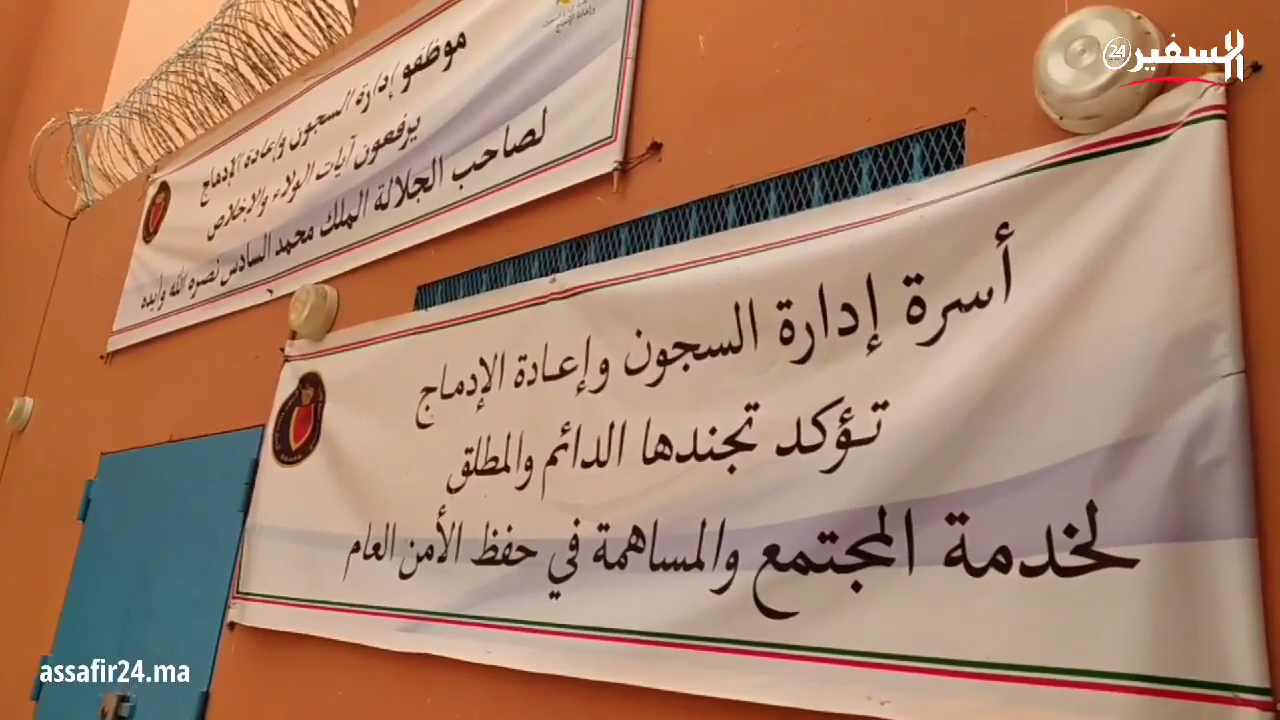 السفير 24
موظفو إدارة السجون وإعادة الإدماج
يرفعون آيات الولاء والإخلاص
لصاحب الجلالة الملك محمد السادس نصره الله وأيده
أسرة إدارة السجون وإعادة الإدماج
تؤكد تجندها الدائم والمطلق
لخدمة المجتمع والمساهمة في حفظ الأمن العام
assafir24.ma